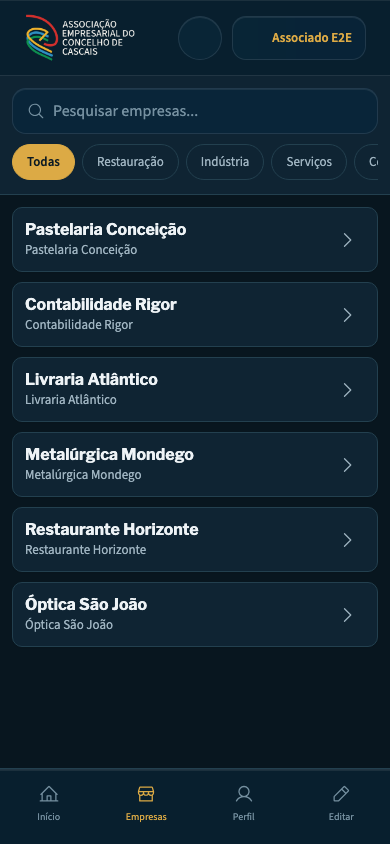 ASSOCIAÇÃO
EMPRESARIAL DO
CONCELHO DE
CASCAIS
Associado E2E
Pesquisar empresas...
Todas
Restauração
Indústria
Serviços
Pastelaria Conceição
Pastelaria Conceição
Contabilidade Rigor
Contabilidade Rigor
Livraria Atlântico
Livraria Atlântico
Metalúrgica Mondego
Metalúrgica Mondego
Restaurante Horizonte
Restaurante Horizonte
Óptica São João
Óptica São João
Início
Empresas
Perfil
Editar